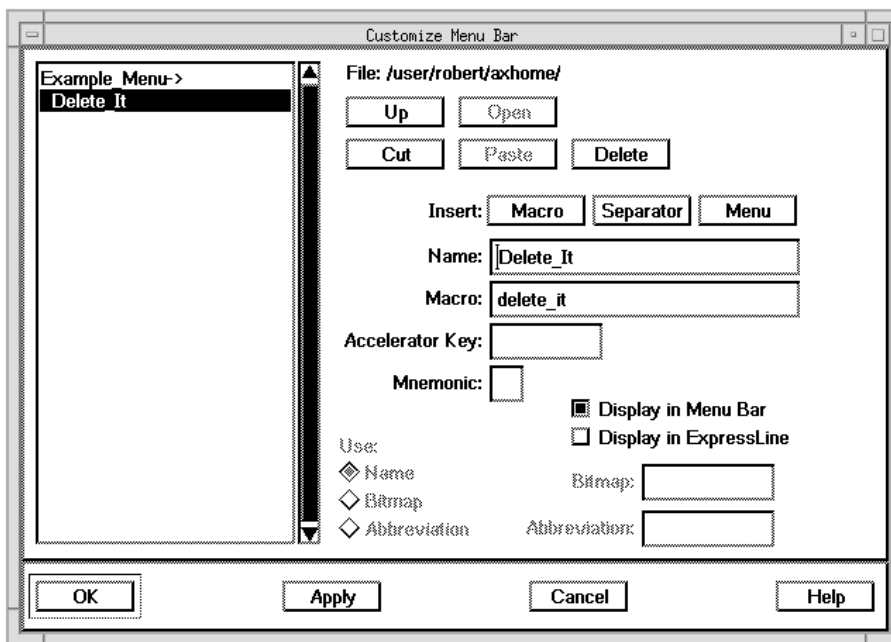 Customize Menu Bar
Example_Menu->
Delete_It
File: /user/robert/axhome/
Up Open
Cut Paste Delete
Insert: Macro Separator Menu
Name: Delete_It
Macro: delete_it
Accelerator Key:
Mnemonic:
Display in Menu Bar
Display in ExpressLine
Use:
Name
Bitmap
Abbreviation
Bitmap:
Abbreviation:
OK Apply Cancel Help